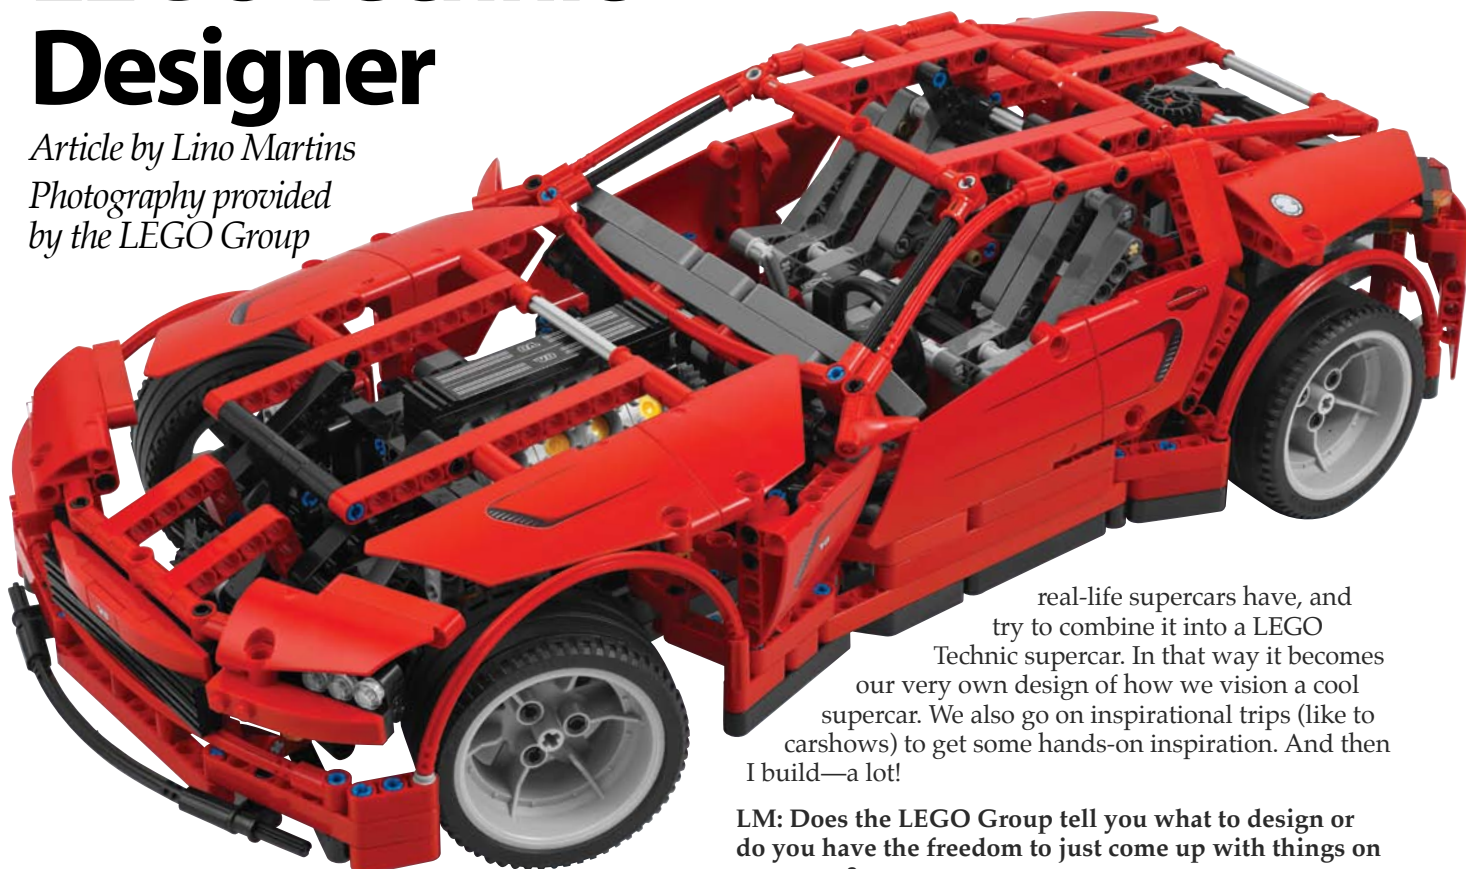 Designer
Article by Lino Martins
Photography provided
by the LEGO Group
real-life supercars have, and
try to combine it into a LEGO
Technic supercar. In that way it becomes
our very own design of how we vision a cool
supercar. We also go on inspirational trips (like to
carshows) to get some hands-on inspiration. And then
I build—a lot!
LM: Does the LEGO Group tell you what to design or
do you have the freedom to just come up with things on